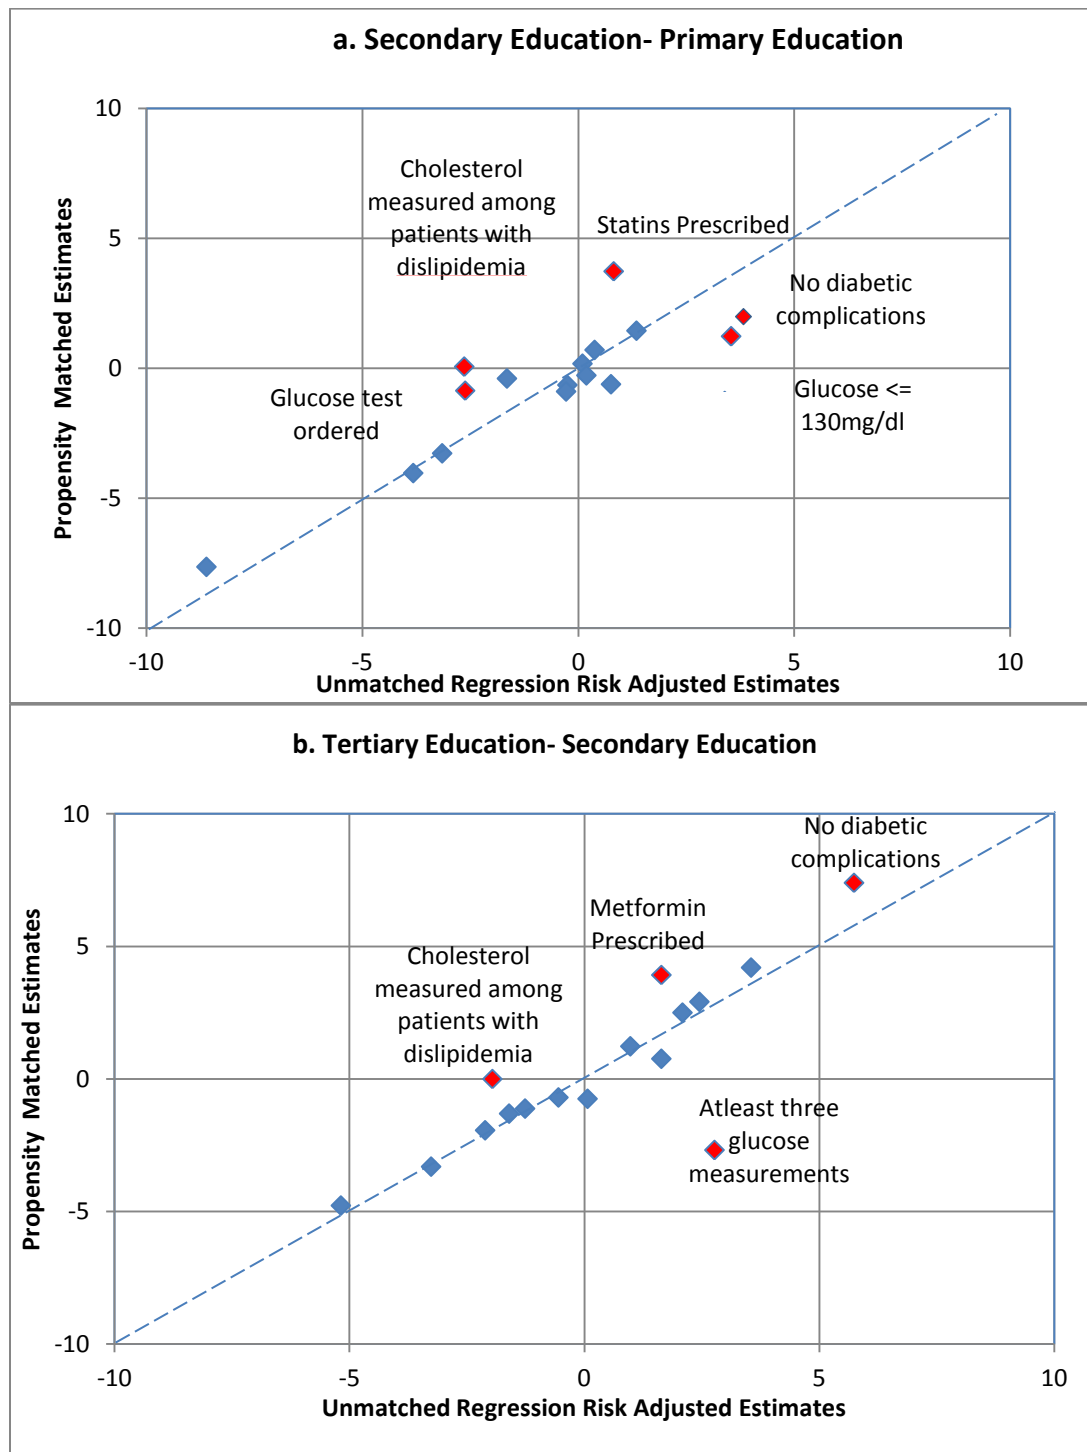 a. Secondary Education- Primary Education
10
Cholesterol
measured among
patients with
dislipidemia
Statins Prescribed
5
No diabetic
complications
0
Glucose test
ordered
Glucose <=
130mg/dl
-5
-10
Propensity Matched Estimates
-10
-5
0
5
10
Unmatched Regression Risk Adjusted Estimates
b. Tertiary Education- Secondary Education
10
No diabetic
complications
Metformin
Prescribed
5
Cholesterol
measured among
patients with
dislipidemia
0
Atleast three
glucose
measurements
-5
-10
Propensity Matched Estimates
-10
-5
0
5
10
Unmatched Regression Risk Adjusted Estimates